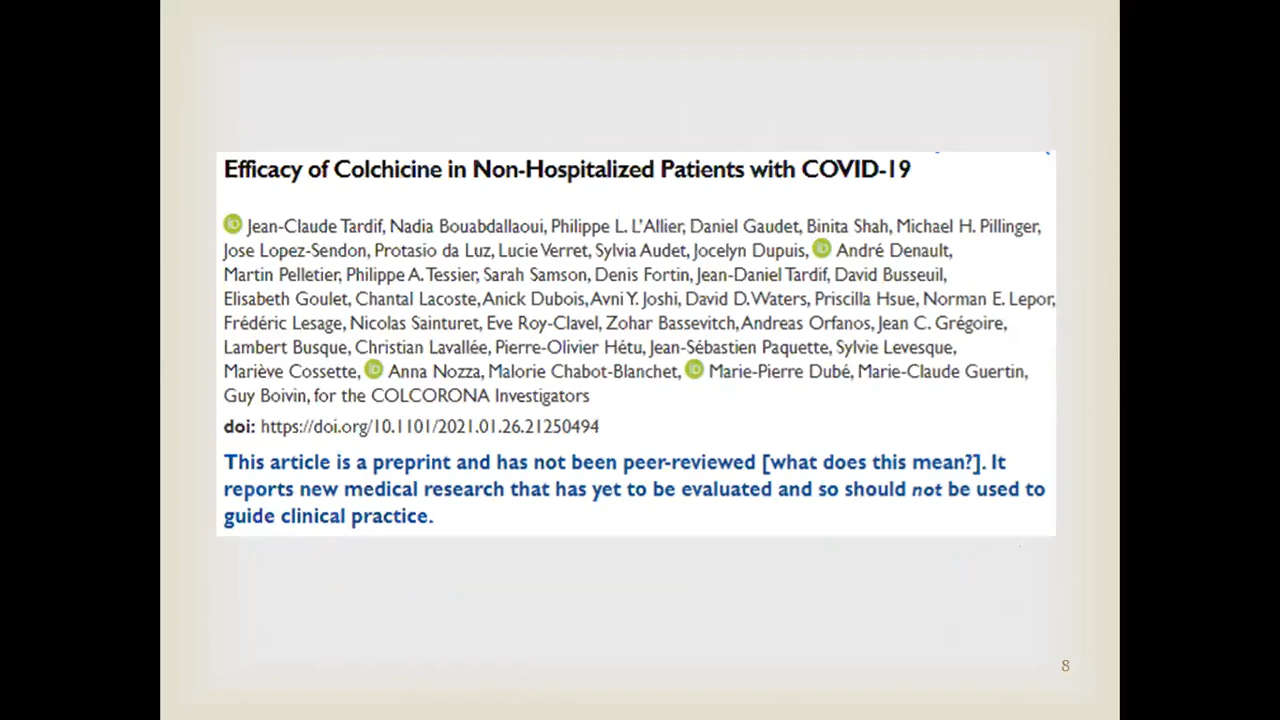 Efficacy of Colchicine in Non-Hospitalized Patients with COVID-19
iD Jean-Claude Tardif, Nadia Bouabdallaoui, Philippe L. L'Allier, Daniel Gaudet, Binita Shah, Michael H. Pillinger,
Jose Lopez-Sendon, Protasio da Luz, Lucie Verret, Sylvia Audet, Jocelyn Dupuis, iD André Denault,
Martin Pelletier, Philippe A. Tessier, Sarah Samson, Denis Fortin, Jean-Daniel Tardif, David Busseuil,
Elisabeth Goulet, Chantal Lacoste, Anick Dubois, Avni Y. Joshi, David D. Waters, Priscilla Hsue, Norman E. Lepor,
Frédéric Lesage, Nicolas Sainturet, Eve Roy-Clavel, Zohar Bassevitch, Andreas Orfanos, Jean C. Grégoire,
Lambert Busque, Christian Lavallée, Pierre-Olivier Hétu, Jean-Sébastien Paquette, Sylvie Levesque,
Mariève Cossette, iD Anna Nozza, Malorie Chabot-Blanchet, iD Marie-Pierre Dubé, Marie-Claude Guertin,
Guy Boivin, for the COLCORONA Investigators
doi: https://doi.org/10.1101/2021.01.26.21250494
This article is a preprint and has not been peer-reviewed [what does this mean?]. It
reports new medical research that has yet to be evaluated and so should not be used to
guide clinical practice.
8